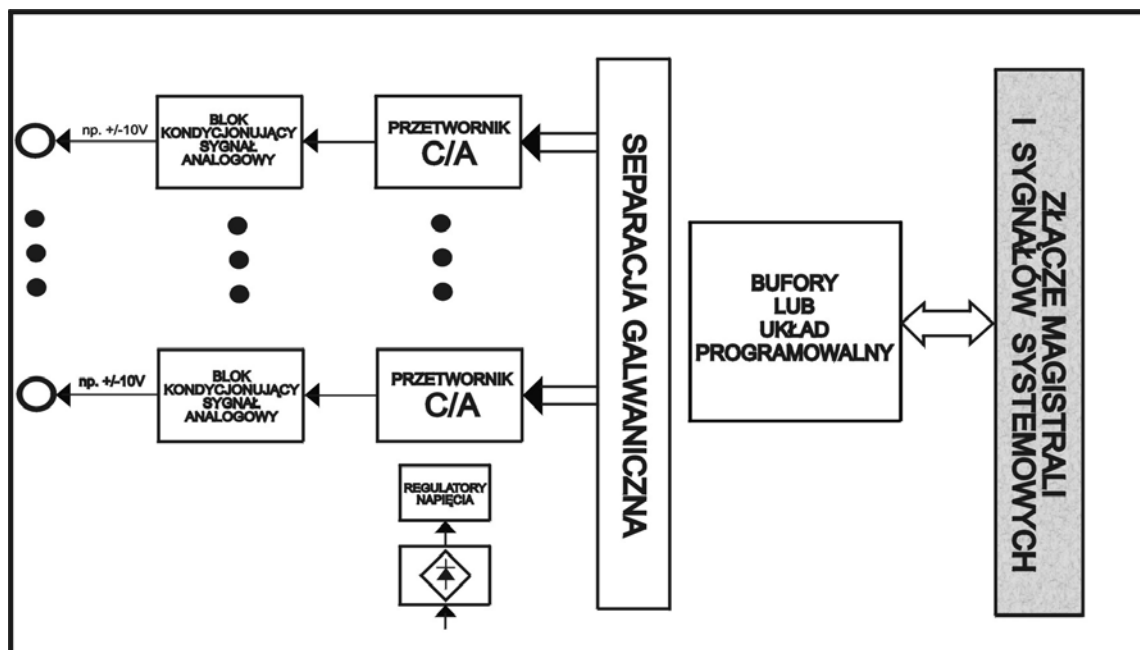 np. +/-10V
BLOK
KONDYCJONUJĄCY
SYGNAŁ
ANALOGOWY
PRZETWORNIK
C/A
SEPARACJA GALWANICZNA
BUFORY
LUB
UKŁAD
PROGRAMOWALNY
ZŁĄCZE MAGISTRALI
I SYGNAŁÓW SYSTEMOWYCH
np. +/-10V
BLOK
KONDYCJONUJĄCY
SYGNAŁ
ANALOGOWY
PRZETWORNIK
C/A
REGULATORY
NAPIĘCIA